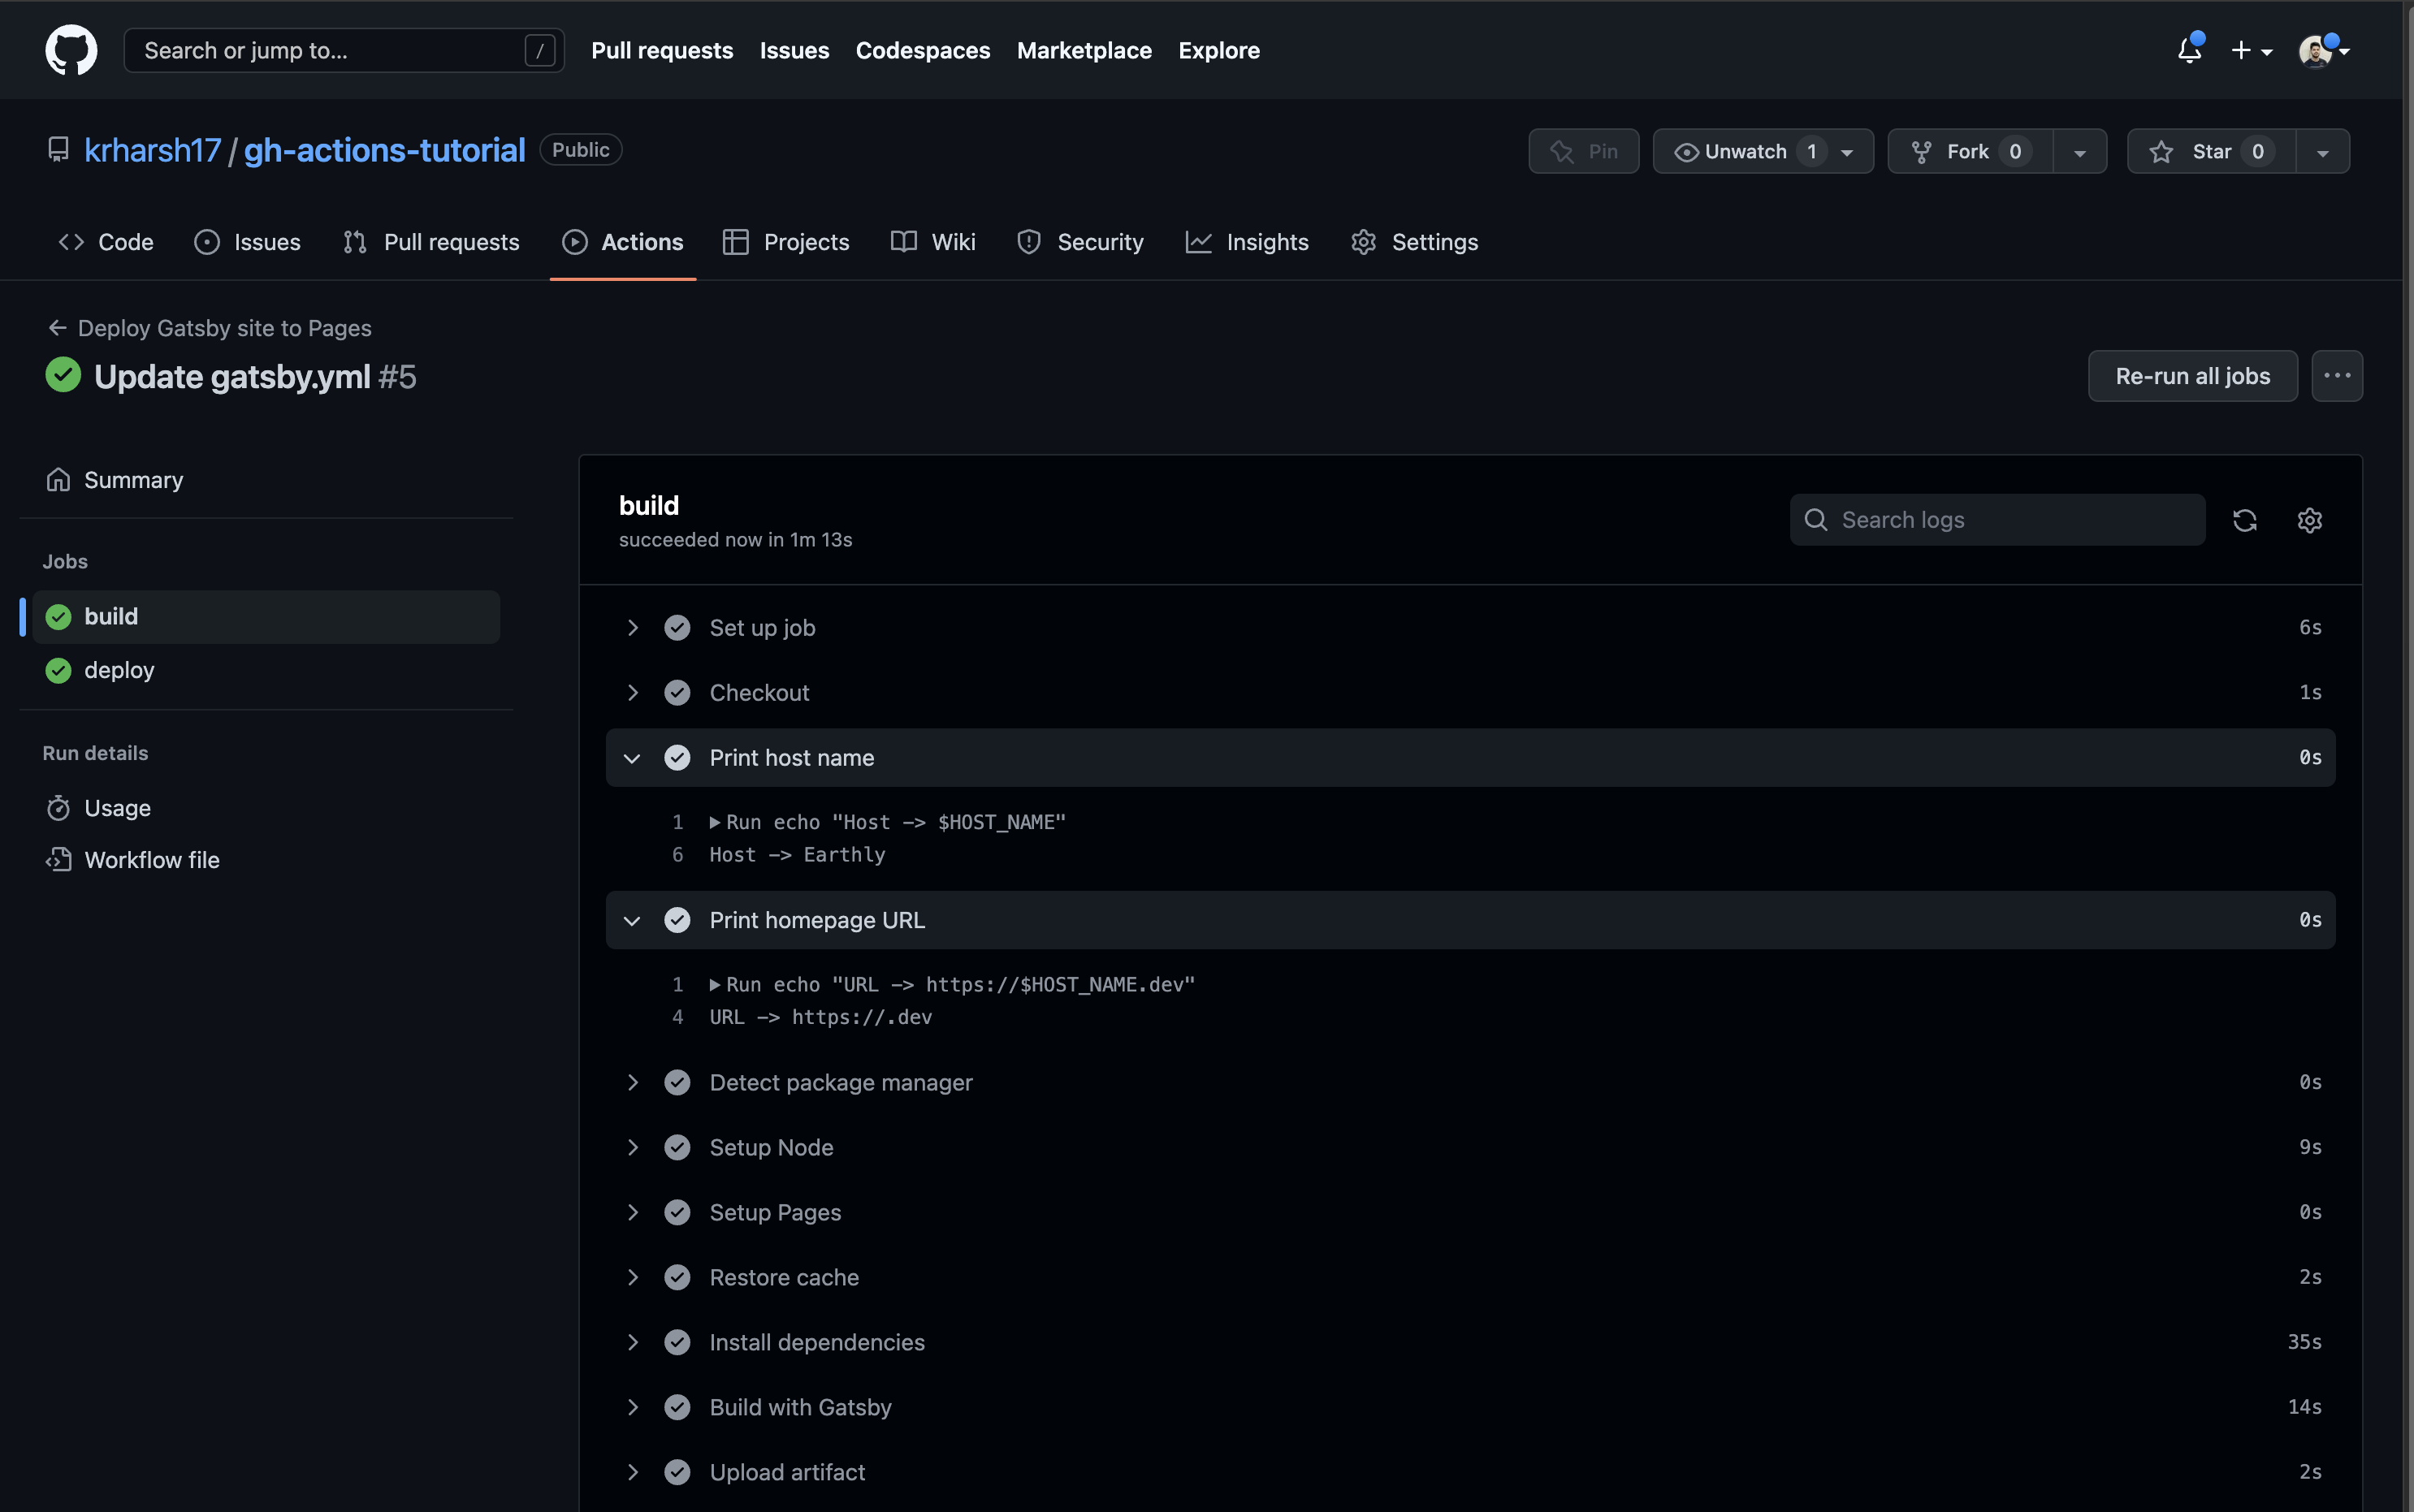 Search or jump to... /
Pull requests Issues Codespaces Marketplace Explore
krharsh17 / gh-actions-tutorial Public
Pin Unwatch 1 Fork 0 Star 0
Code Issues Pull requests Actions Projects Wiki Security Insights Settings
Deploy Gatsby site to Pages
Update gatsby.yml #5
Re-run all jobs
Summary
Jobs
build
deploy
Run details
Usage
Workflow file
build
succeeded now in 1m 13s
Search logs
Set up job 6s
Checkout 1s
Print host name 0s
1 Run echo "Host -> $HOST_NAME"
6 Host -> Earthly
Print homepage URL 0s
1 Run echo "URL -> https://$HOST_NAME.dev"
4 URL -> https://.dev
Detect package manager 0s
Setup Node 9s
Setup Pages 0s
Restore cache 2s
Install dependencies 35s
Build with Gatsby 14s
Upload artifact 2s